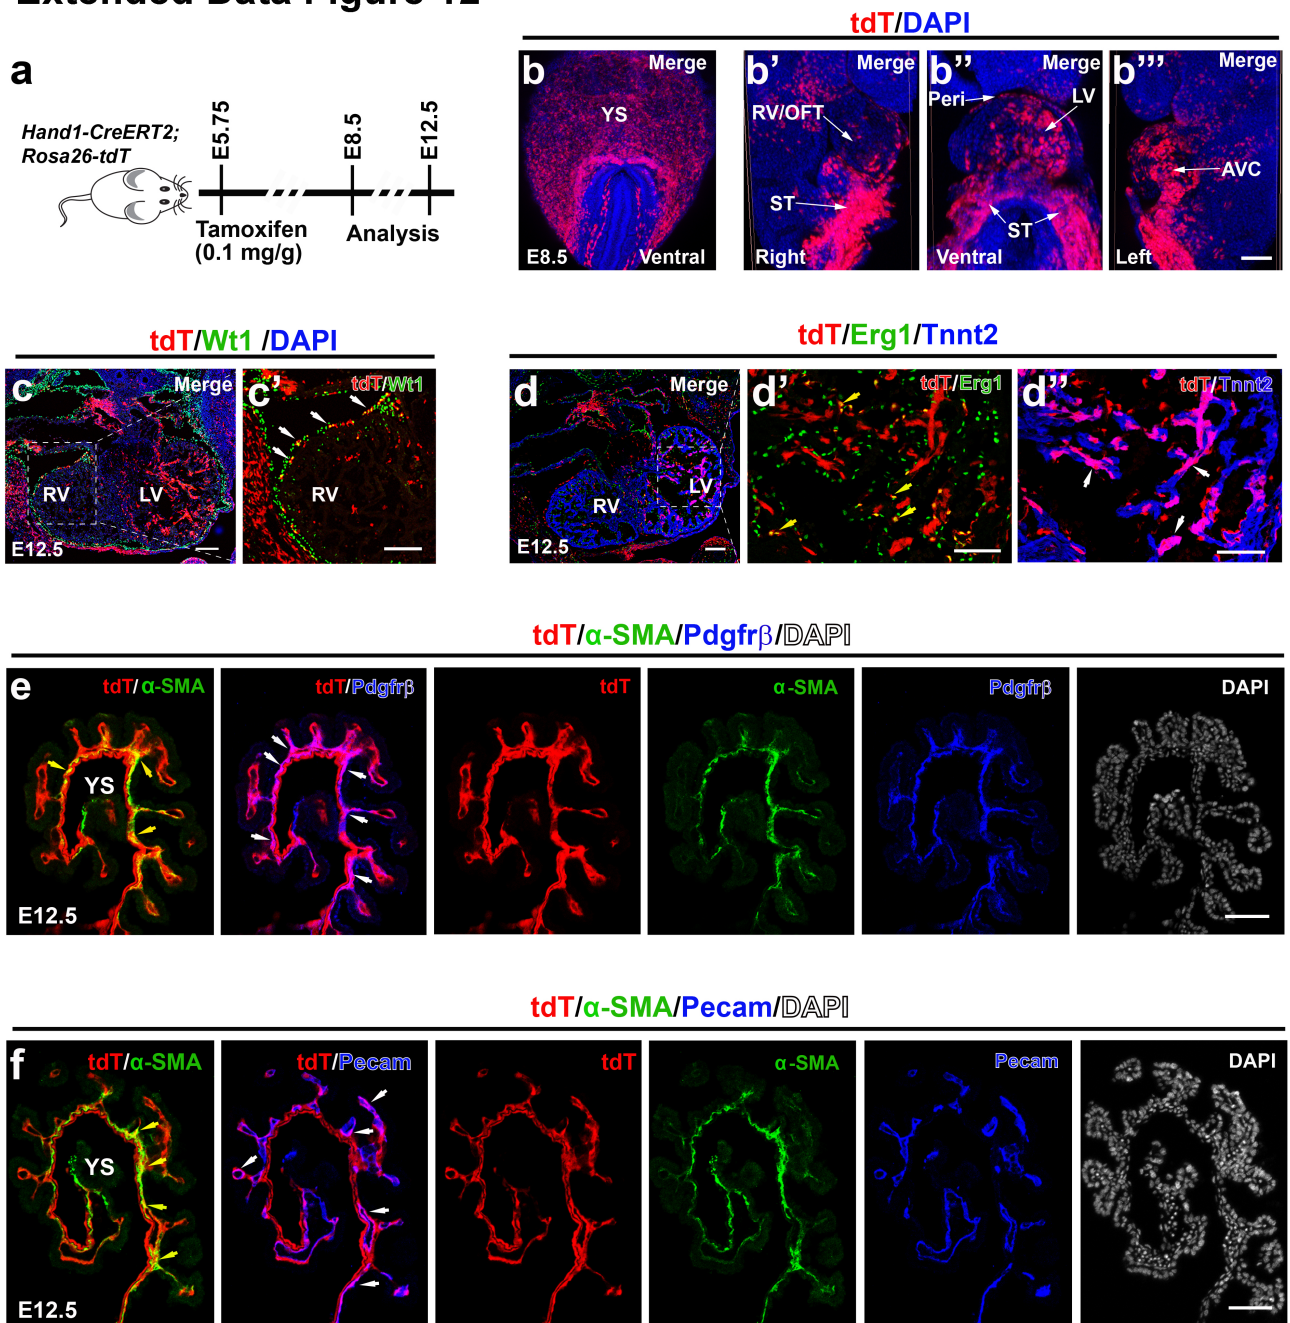 Extended Data Figure 12
a
Hand1-CreERT2;
Rosa26-tdT
E5.75
E8.5
E12.5
Tamoxifen
(0.1 mg/g)
Analysis
tdT/DAPI
b
Merge
YS
E8.5
Ventral
b’
Merge
RV/OFT
ST
Right
b’’
Merge
Peri
LV
ST
Ventral
b’’’
Merge
AVC
Left
tdT/Wt1 /DAPI
c
Merge
RV
LV
E12.5
c’
tdT/Wt1
RV
tdT/Erg1/Tnnt2
d
Merge
LV
RV
E12.5
d’
tdT/Erg1
d’’
tdT/Tnnt2
tdT/α-SMA/Pdgfrβ/DAPI
e
tdT/α-SMA
YS
E12.5
tdT/Pdgfrβ
tdT
α-SMA
Pdgfrβ
DAPI
tdT/α-SMA/Pecam/DAPI
f
tdT/α-SMA
YS
E12.5
tdT/Pecam
tdT
α-SMA
Pecam
DAPI